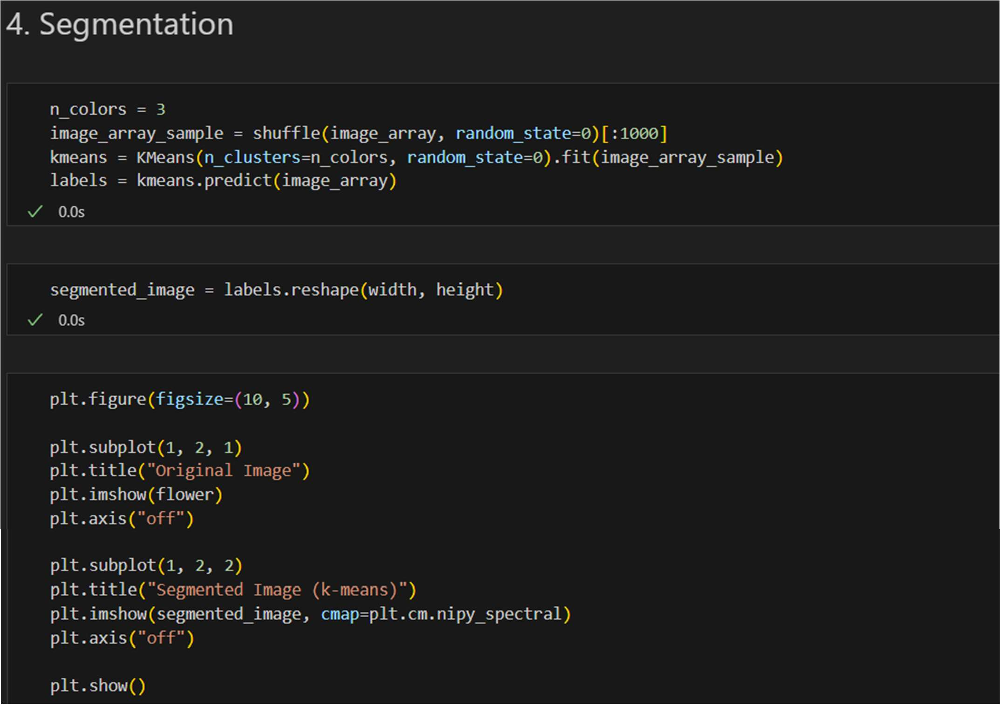 4. Segmentation
n_colors = 3
image_array_sample = shuffle(image_array, random_state=0)[:1000]
kmeans = KMeans(n_clusters=n_colors, random_state=0).fit(image_array_sample)
labels = kmeans.predict(image_array)
✓ 0.0s
segmented_image = labels.reshape(width, height)
✓ 0.0s
plt.figure(figsize=(10, 5))
plt.subplot(1, 2, 1)
plt.title("Original Image")
plt.imshow(flower)
plt.axis("off")
plt.subplot(1, 2, 2)
plt.title("Segmented Image (k-means)")
plt.imshow(segmented_image, cmap=plt.cm.nipy_spectral)
plt.axis("off")
plt.show()